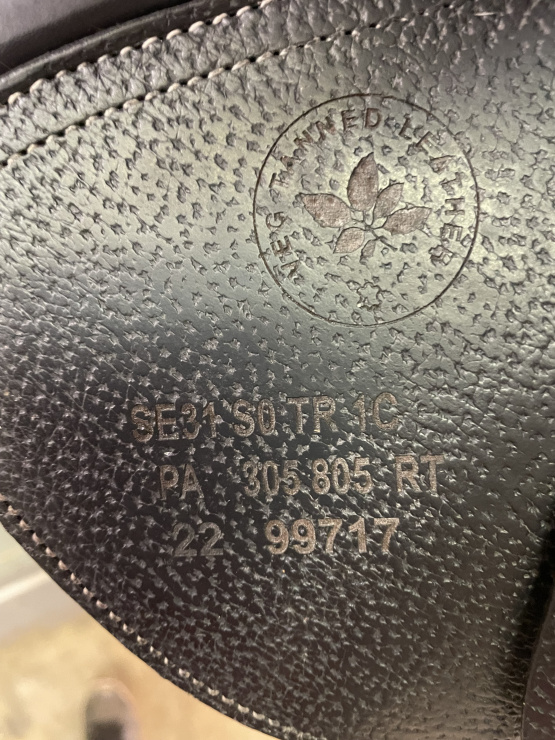 VEG TANNED LEATHER
SE31 S0 TR 1C
PA 305.805 RT
22 99717